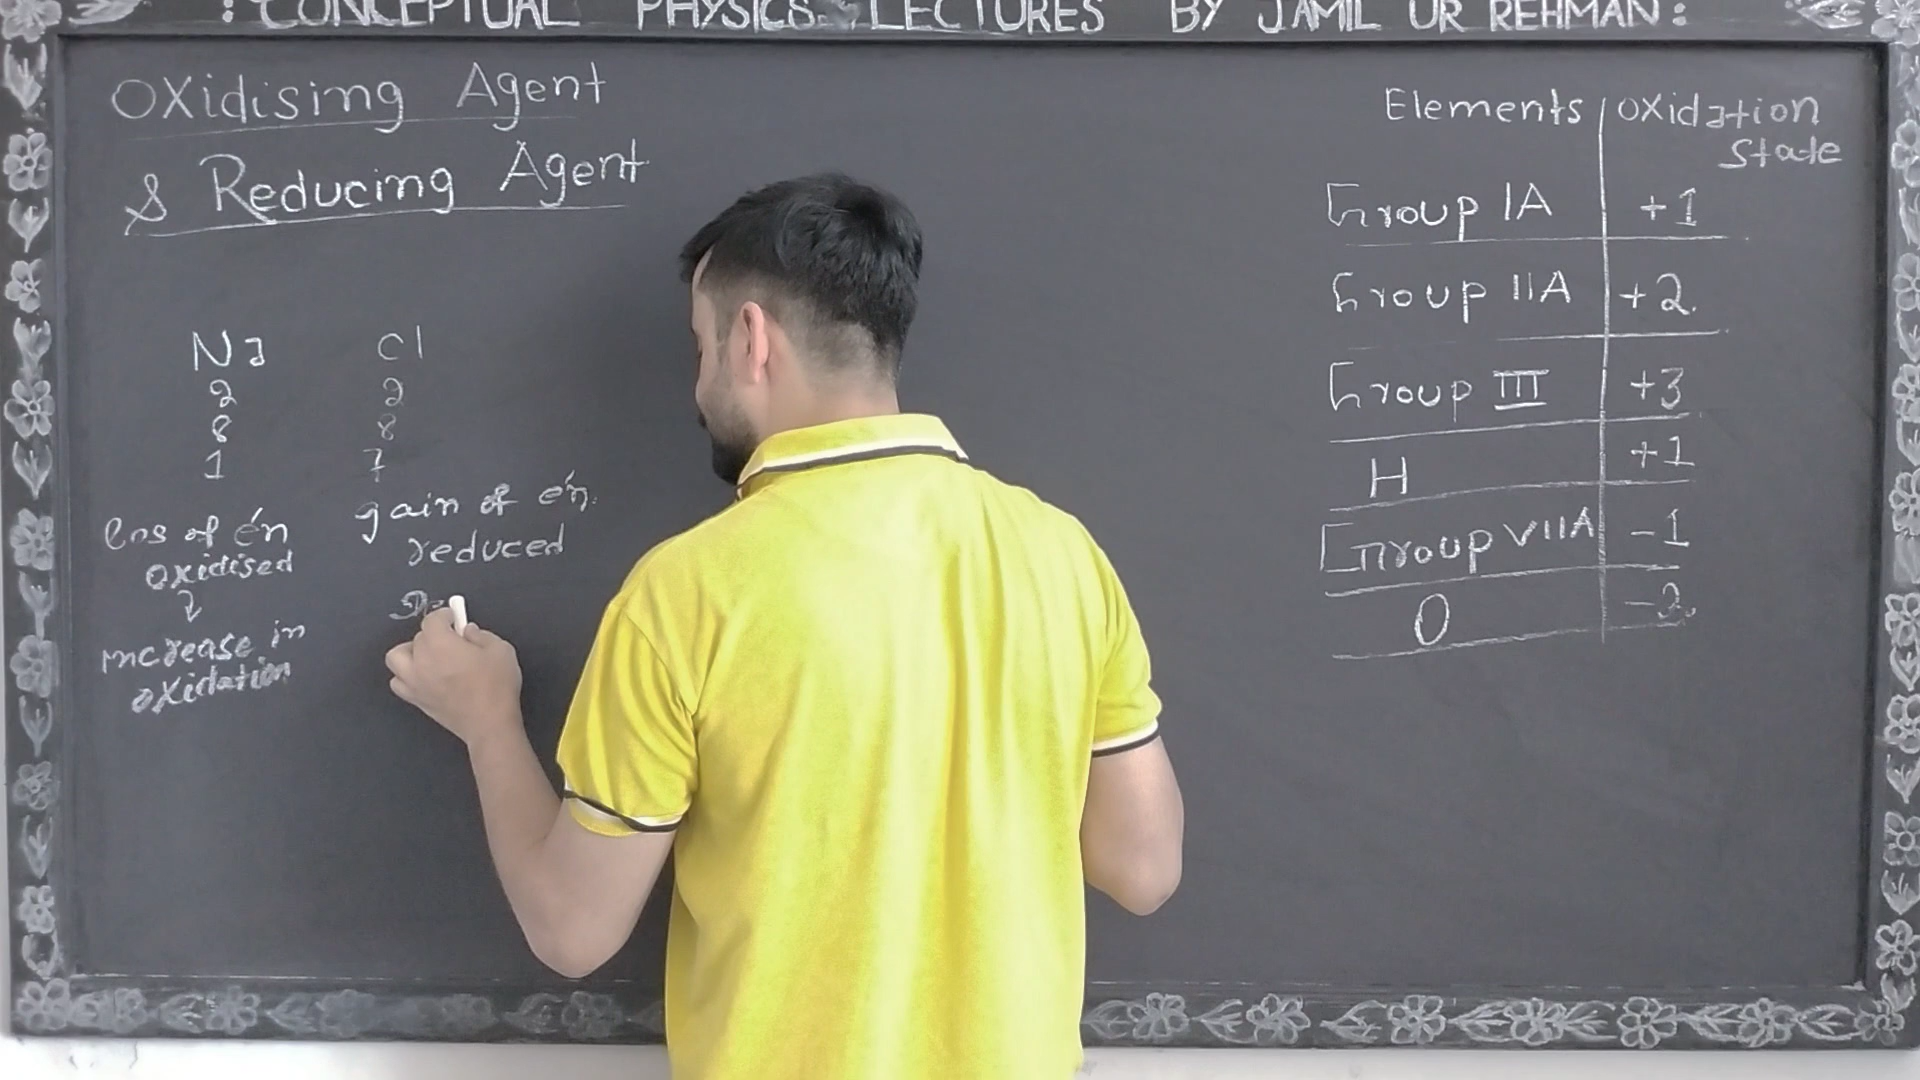 : CONCEPTUAL PHYSICS LECTURES BY JAMIL UR REHMAN :
OXidising Agent
& Reducing Agent
Na Cl
2 2
8 8
1 7
loss of én gain of én
oxidised reduced
increase in
oxidation
Elements oxidation
State
Group IA +1
Group IIA +2
Group III +3
H +1
Group VIIA -1
O -2